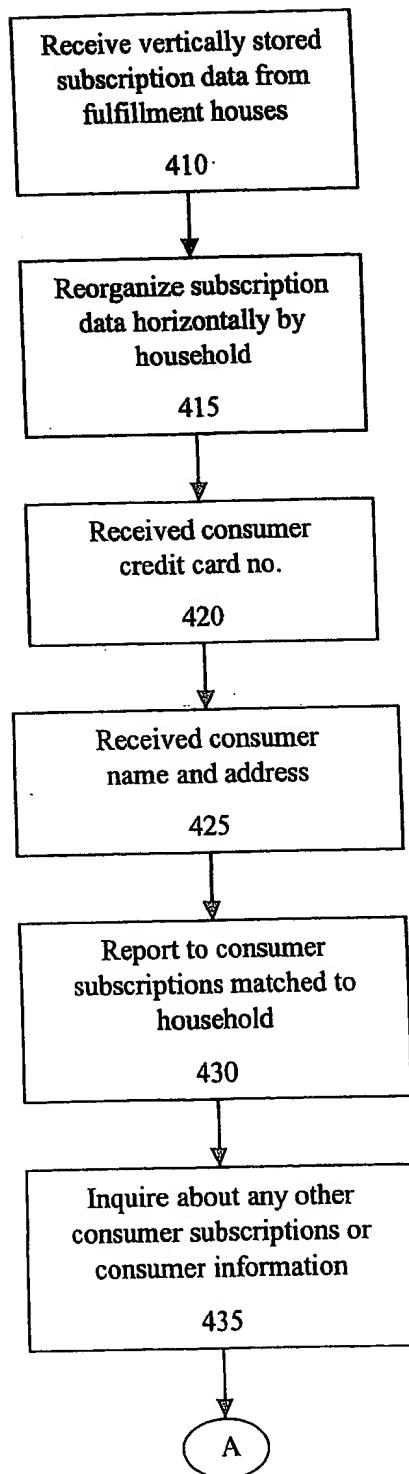 Receive vertically stored
subscription data from
fulfillment houses
410
Reorganize subscription
data horizontally by
household
415
Received consumer
credit card no.
420
Received consumer
name and address
425
Report to consumer
subscriptions matched to
household
430
Inquire about any other
consumer subscriptions or
consumer information
435
A